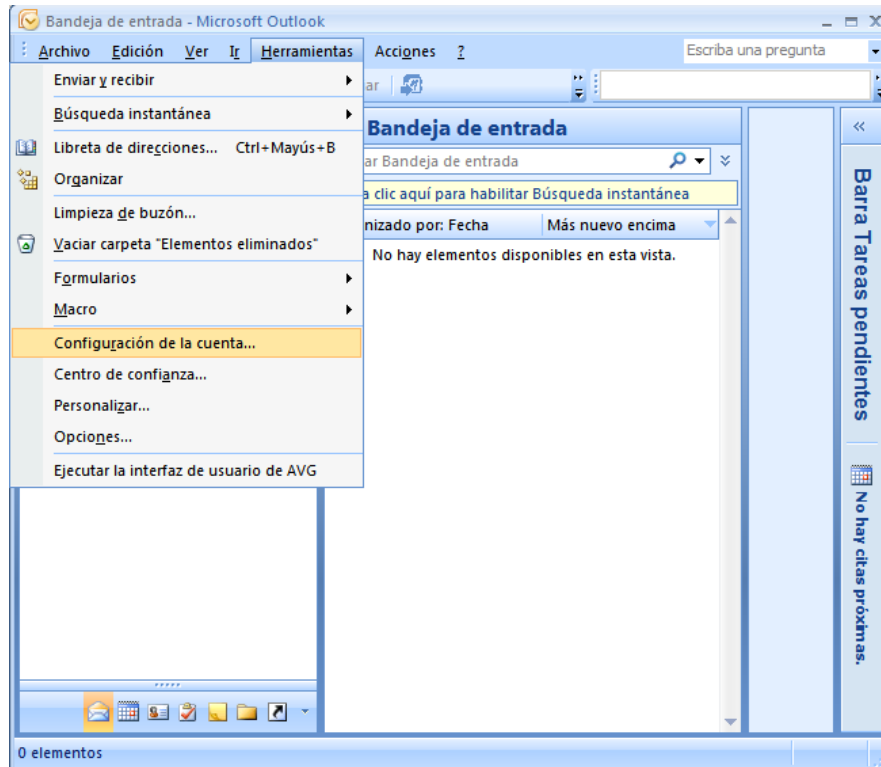 Bandeja de entrada - Microsoft Outlook
Archivo Edición Ver Ir Herramientas Acciones ? Escriba una pregunta
Enviar y recibir
ar
Búsqueda instantánea
Libreta de direcciones... Ctrl+Mayús+B
Organizar
Limpieza de buzón...
Vaciar carpeta "Elementos eliminados"
Formularios
Macro
Configuración de la cuenta...
Centro de confianza...
Personalizar...
Opciones...
Ejecutar la interfaz de usuario de AVG
Bandeja de entrada
ar Bandeja de entrada
a clic aquí para habilitar Búsqueda instantánea
nizado por: Fecha Más nuevo encima
No hay elementos disponibles en esta vista.
Barra Tareas pendientes
No hay citas próximas.
0 elementos